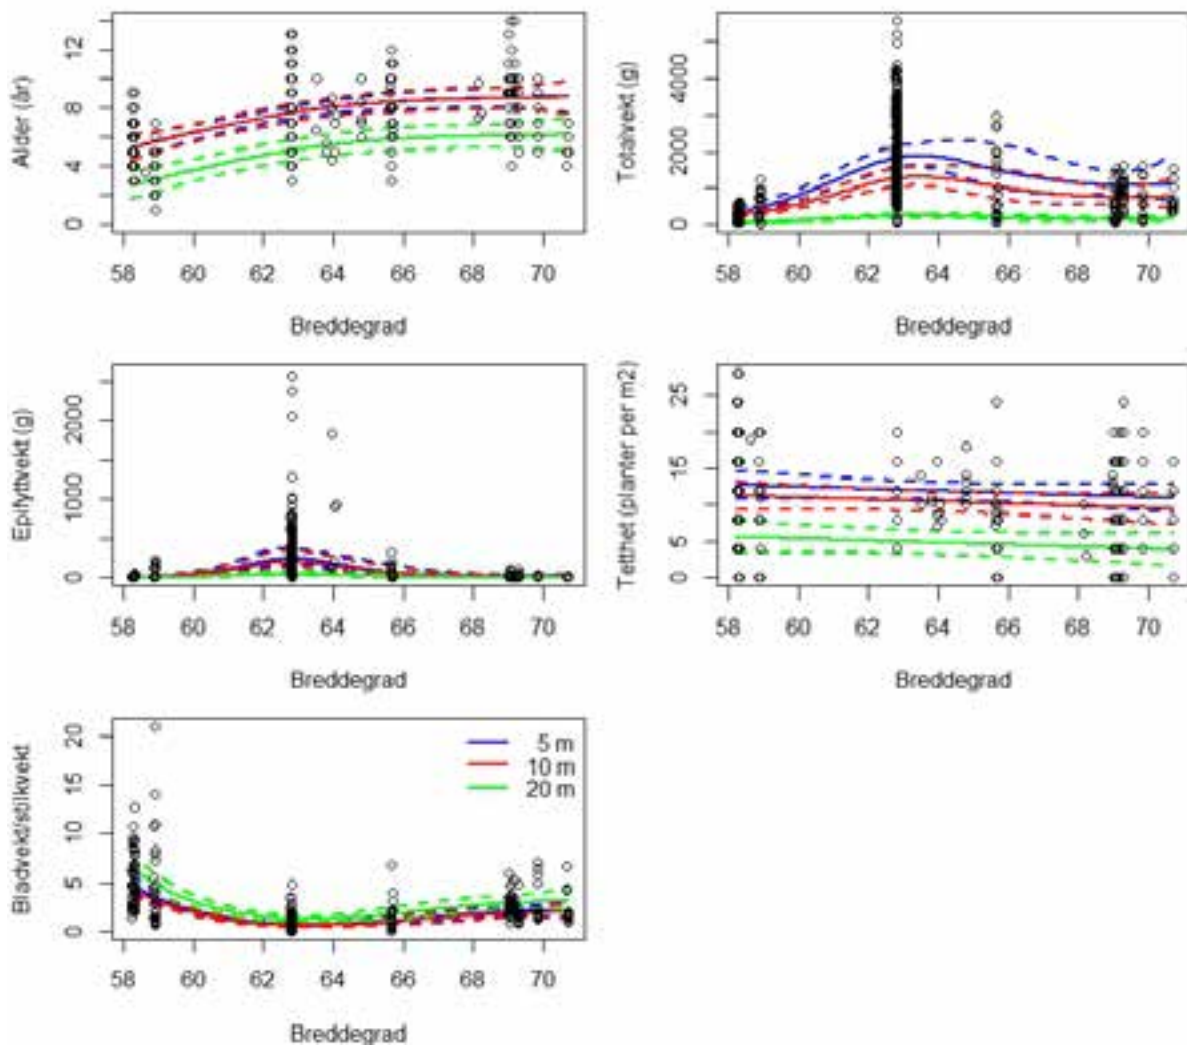 Alder (år)
0 4 8 12
58 60 62 64 66 68 70
Breddegrad
Totalvekt (g)
0 2000 4000
58 60 62 64 66 68 70
Breddegrad
Epifyttvekt (g)
0 1000 2000
58 60 62 64 66 68 70
Breddegrad
Tetthet (planter per m2)
0 5 15 25
58 60 62 64 66 68 70
Breddegrad
Bladvekt/stilkvekt
0 5 10 15 20
5 m
10 m
20 m
58 60 62 64 66 68 70
Breddegrad